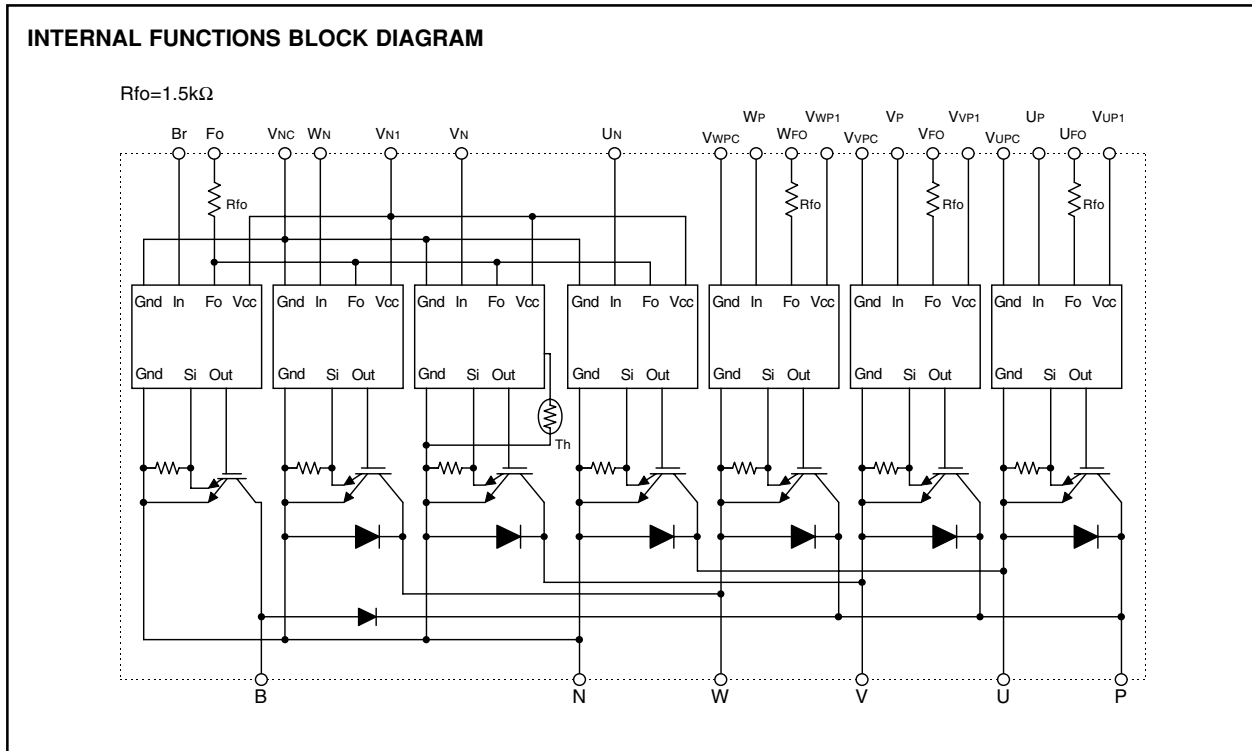 INTERNAL FUNCTIONS BLOCK DIAGRAM
Rfo=1.5kΩ
WP VWP1 VP VVP1 UP VUP1
Br FO VNC WN VN1 VN UN VWPC WFO VVPC VFO VUPC UFO
Rfo Rfo Rfo Rfo
Gnd In Fo Vcc Gnd In Fo Vcc Gnd In Fo Vcc Gnd In Fo Vcc Gnd In Fo Vcc Gnd In Fo Vcc Gnd In Fo Vcc
Gnd Si Out Gnd Si Out Gnd Si Out Gnd Si Out Gnd Si Out Gnd Si Out Gnd Si Out
Th
B N W V U P